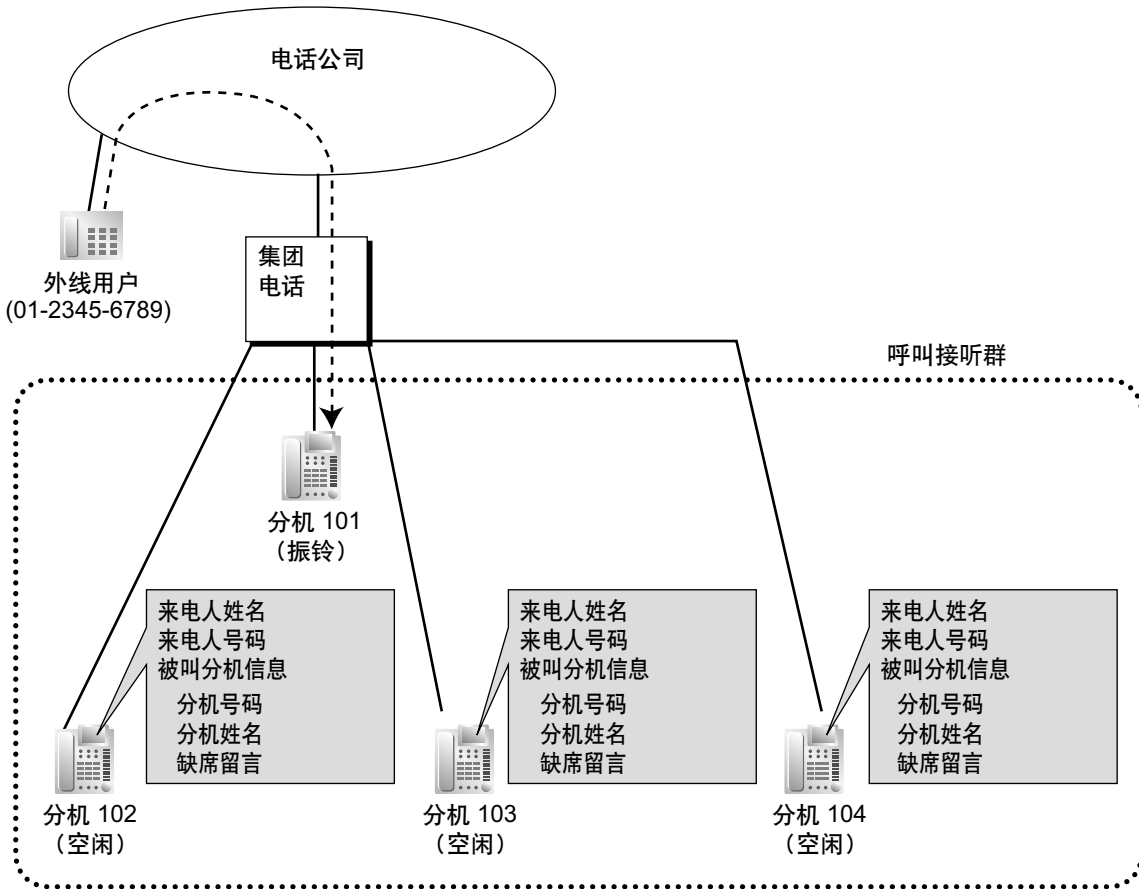 电话公司
外线用户
(01-2345-6789)
集团
电话
呼叫接听群
分机 101
（振铃）
来电人姓名
来电人号码
被叫分机信息
分机号码
分机姓名
缺席留言
分机 102
（空闲）
来电人姓名
来电人号码
被叫分机信息
分机号码
分机姓名
缺席留言
分机 103
（空闲）
来电人姓名
来电人号码
被叫分机信息
分机号码
分机姓名
缺席留言
分机 104
（空闲）